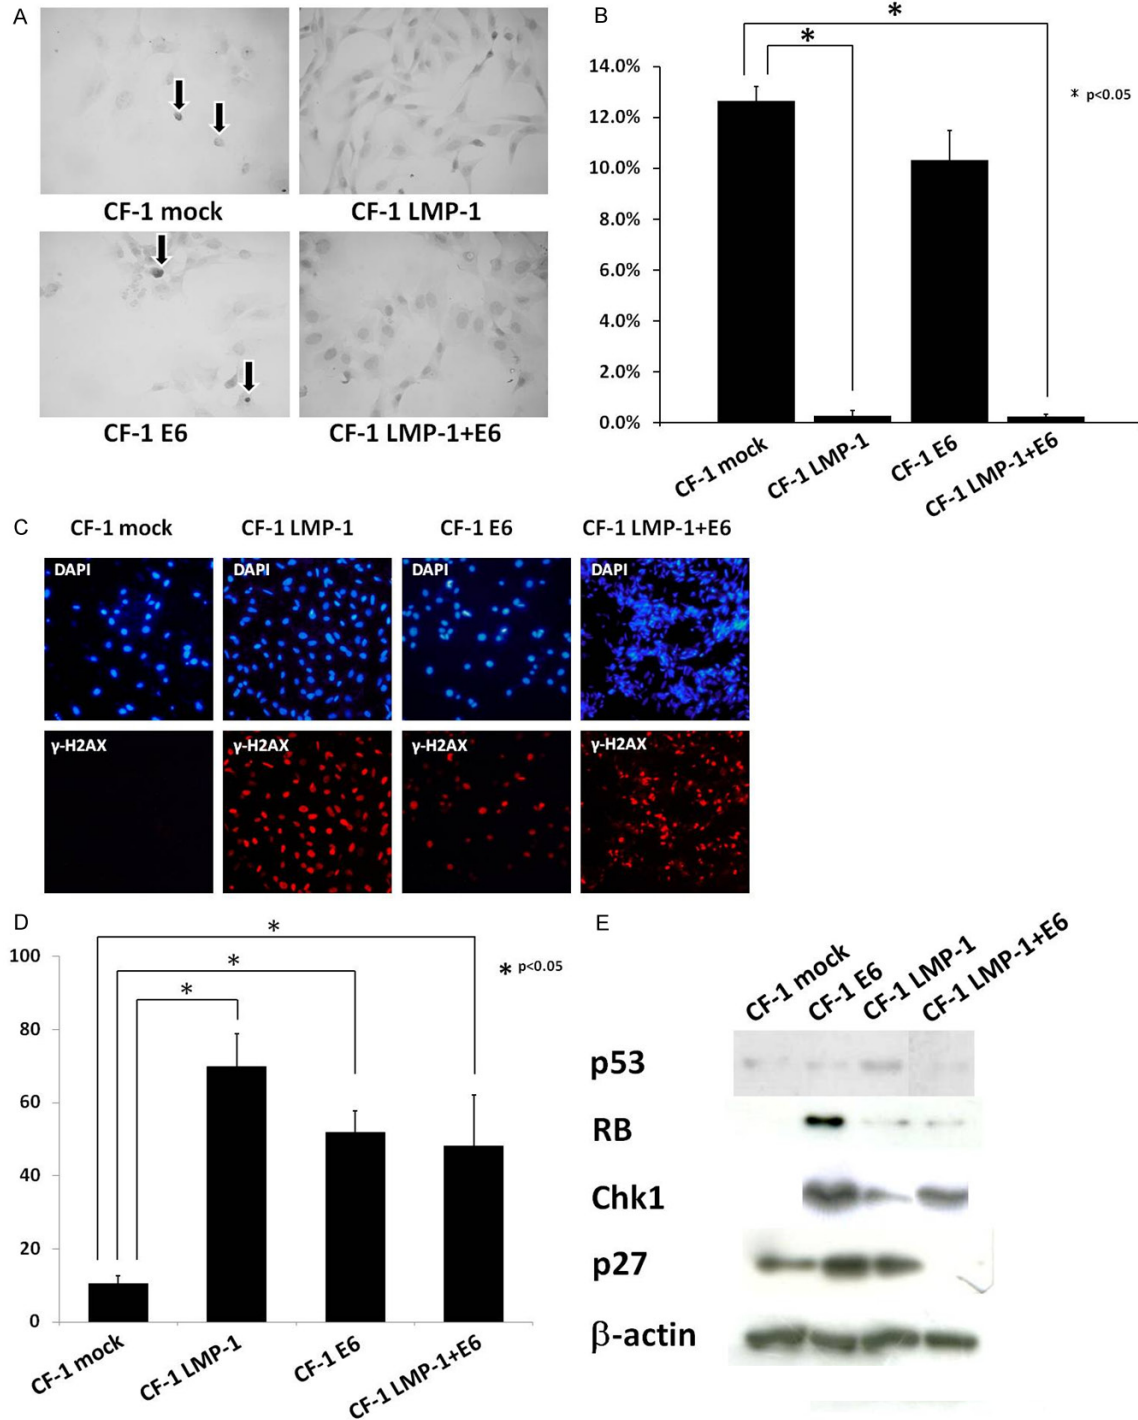 A
CF-1 mock
CF-1 LMP-1
CF-1 E6
CF-1 LMP-1+E6
B
*
*
* p<0.05
14.0%
12.0%
10.0%
8.0%
6.0%
4.0%
2.0%
0.0%
CF-1 mock
CF-1 LMP-1
CF-1 E6
CF-1 LMP-1+E6
C
CF-1 mock
CF-1 LMP-1
CF-1 E6
CF-1 LMP-1+E6
DAPI
DAPI
DAPI
DAPI
γ-H2AX
γ-H2AX
γ-H2AX
γ-H2AX
D
*
*
*
* p<0.05
100
80
60
40
20
0
CF-1 mock
CF-1 LMP-1
CF-1 E6
CF-1 LMP-1+E6
E
CF-1 mock
CF-1 E6
CF-1 LMP-1
CF-1 LMP-1+E6
p53
RB
Chk1
p27
β-actin